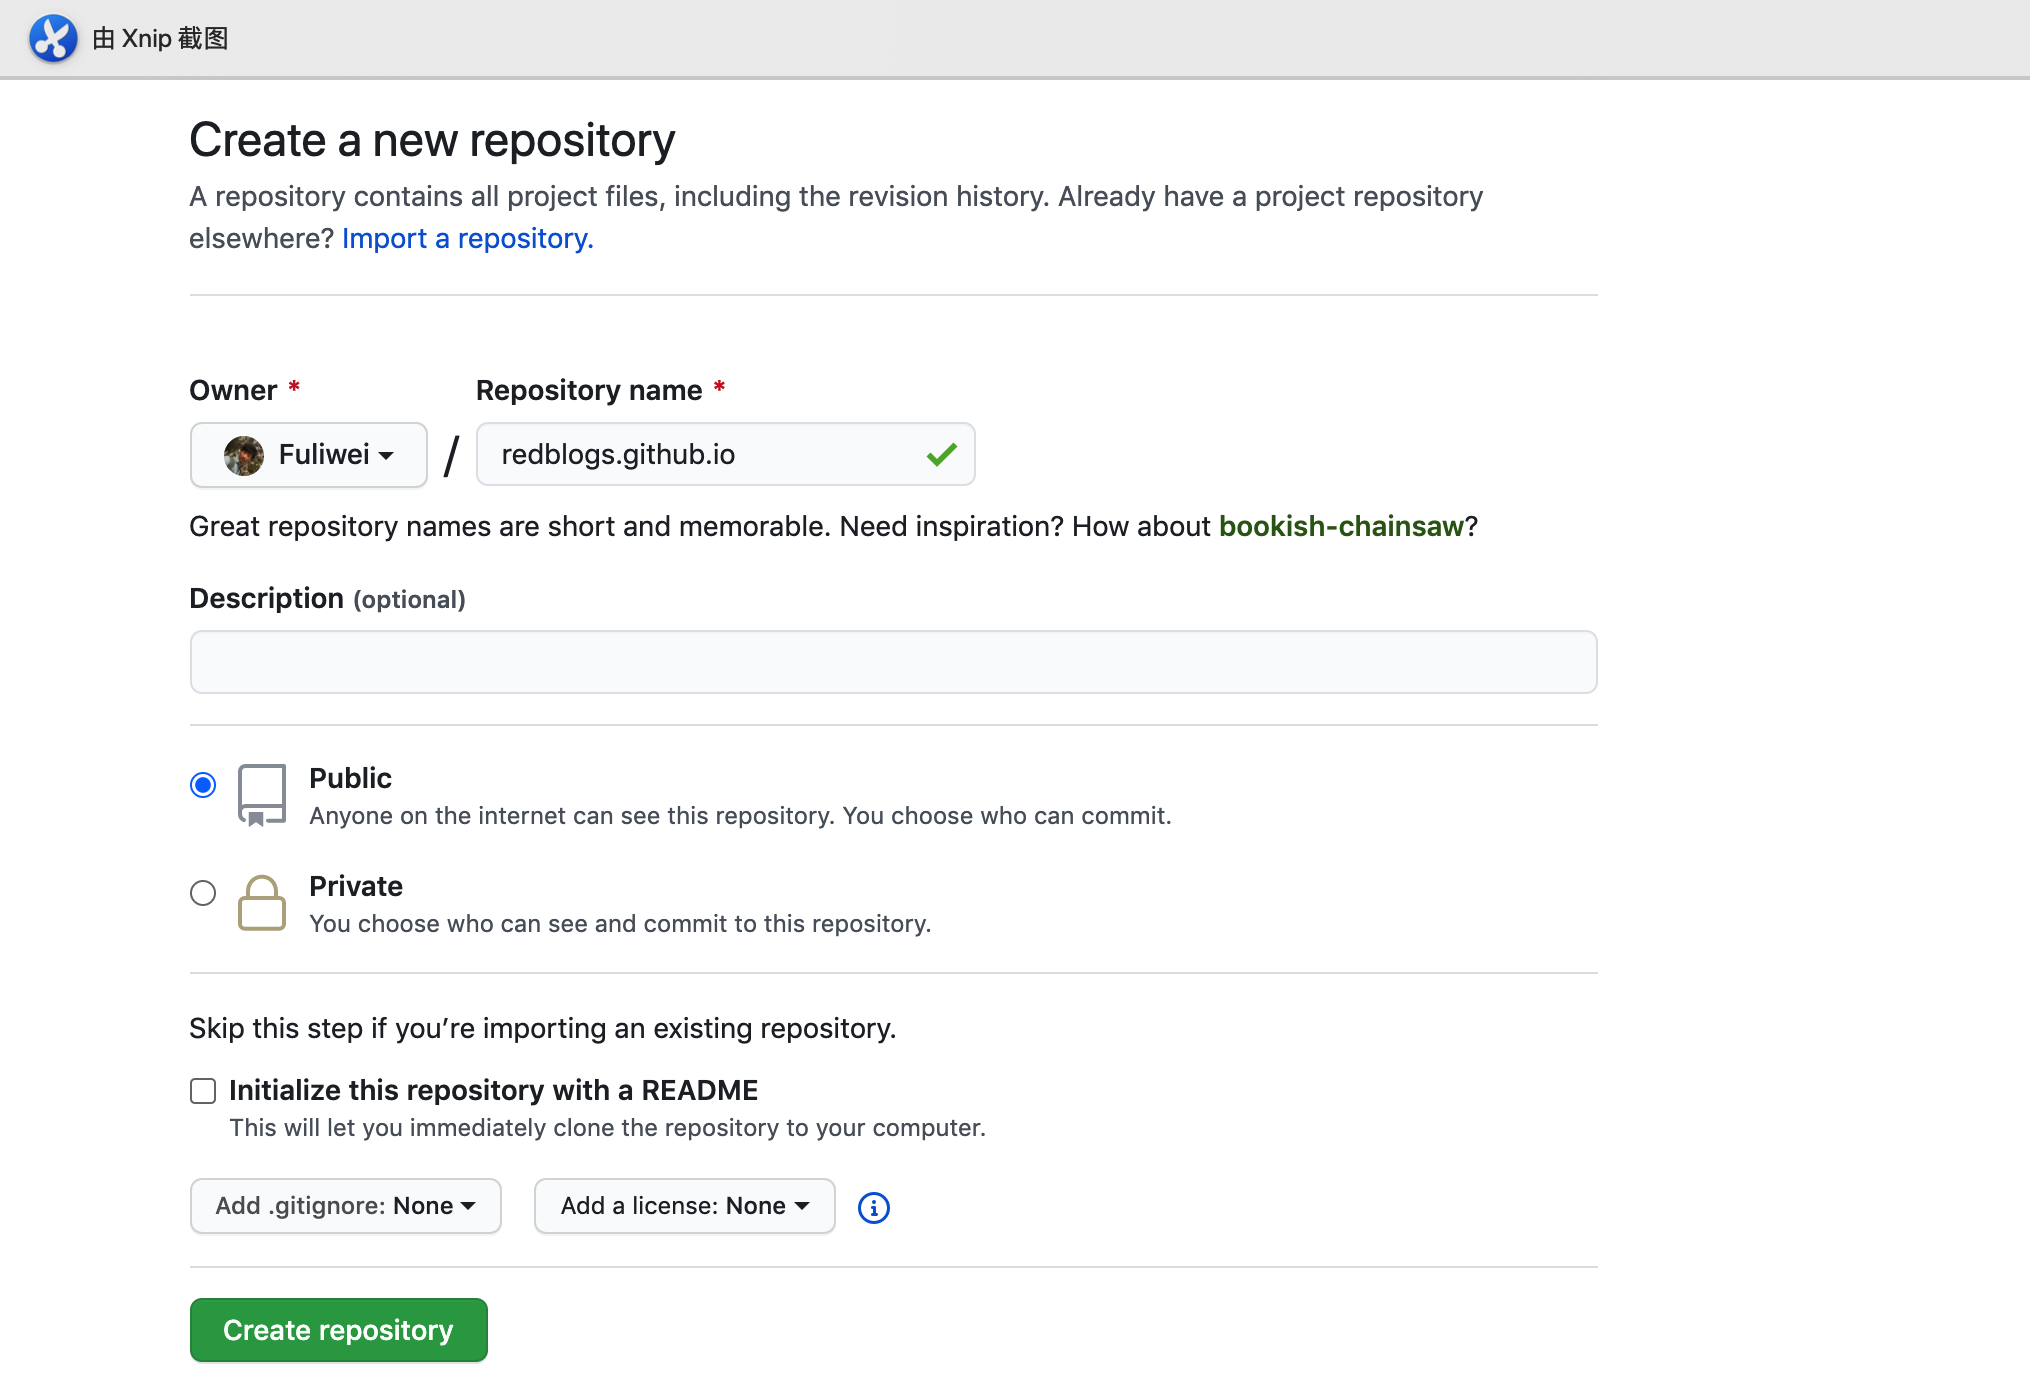 由 Xnip 截图
Create a new repository
A repository contains all project files, including the revision history. Already have a project repository
elsewhere? Import a repository.
Owner *
Repository name *
Fuliwei
/
redblogs.github.io
Great repository names are short and memorable. Need inspiration? How about bookish-chainsaw?
Description (optional)
Public
Anyone on the internet can see this repository. You choose who can commit.
Private
You choose who can see and commit to this repository.
Skip this step if you’re importing an existing repository.
Initialize this repository with a README
This will let you immediately clone the repository to your computer.
Add .gitignore: None
Add a license: None
Create repository